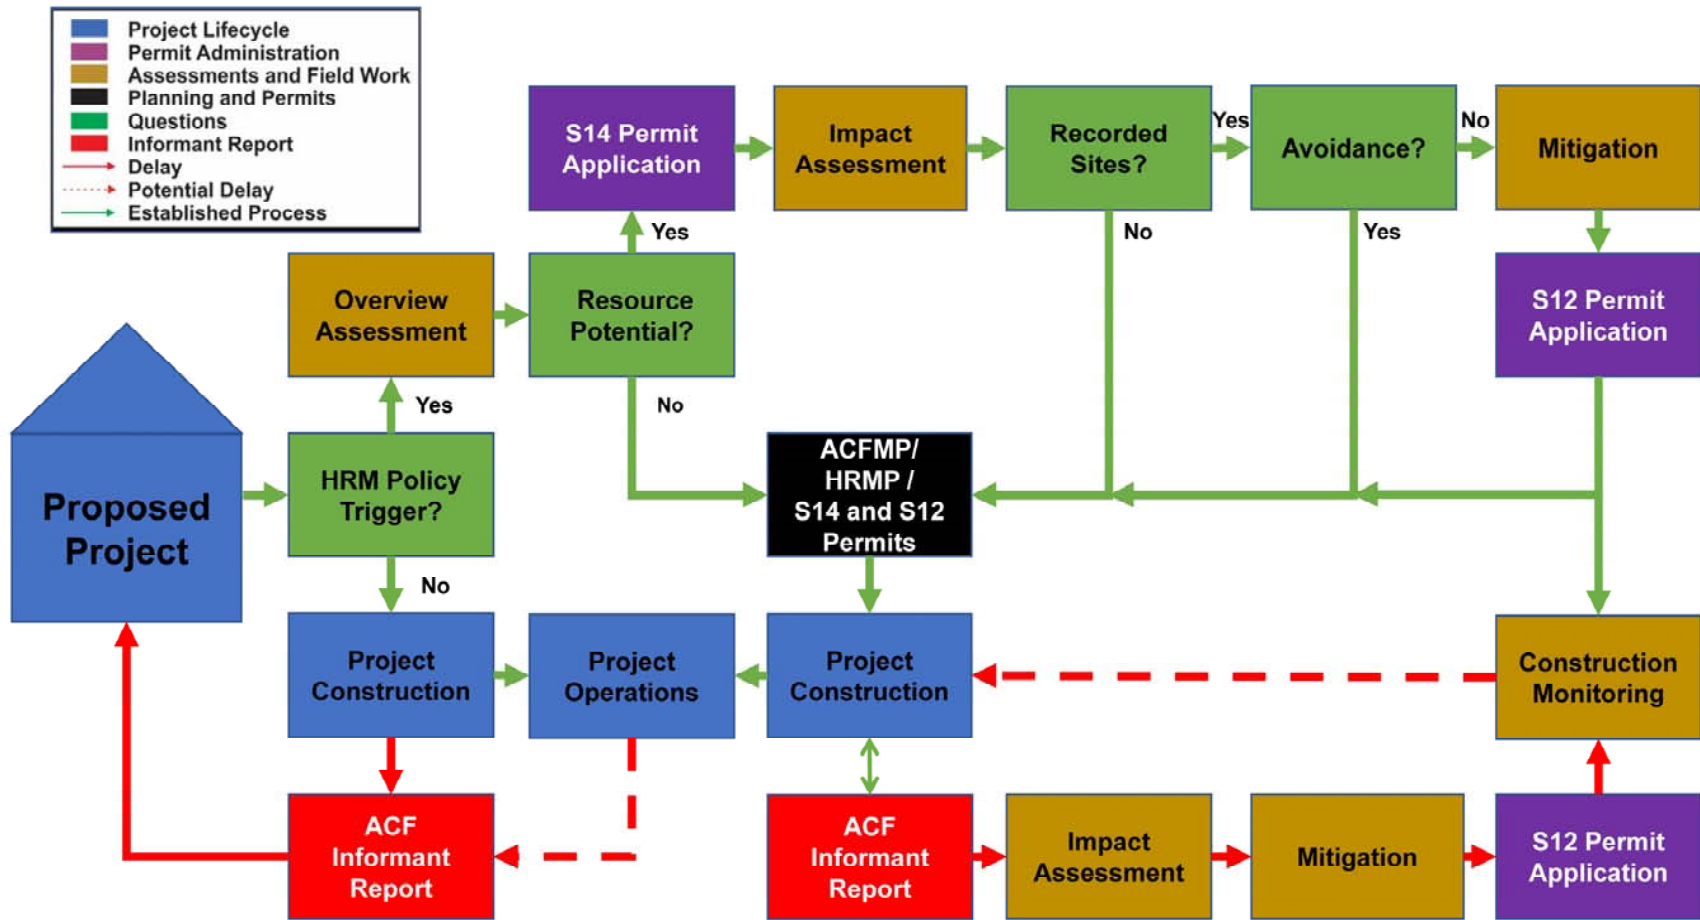 Project Lifecycle
Permit Administration
Assessments and Field Work
Planning and Permits
Questions
Informant Report
Delay
Potential Delay
Established Process
S14 Permit
Application
Impact
Assessment
Recorded
Sites?
Yes
Avoidance?
No
Mitigation
Yes
No
Yes
Overview
Assessment
Resource
Potential?
S12 Permit
Application
Yes
No
Proposed
Project
HRM Policy
Trigger?
ACFMP/
HRMP /
S14 and S12
Permits
No
Project
Construction
Project
Operations
Project
Construction
Construction
Monitoring
ACF
Informant
Report
ACF
Informant
Report
Impact
Assessment
Mitigation
S12 Permit
Application